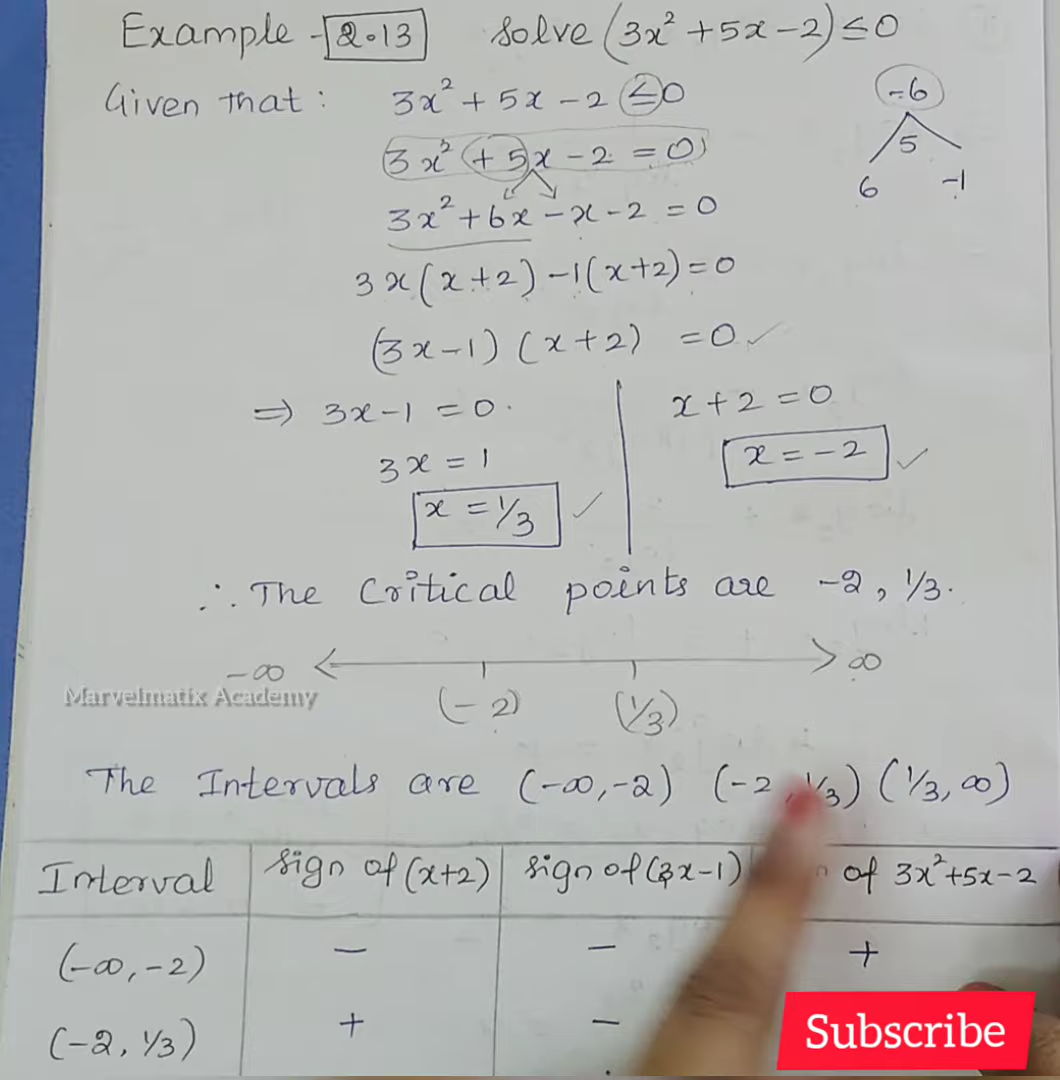 Example - 2.13 solve (3x² + 5x - 2) ≤ 0
Given that : 3x² + 5x - 2 ≤ 0
-6
3x² + 5x - 2 = 0
5
6 -1
3x² + 6x - x - 2 = 0
3x(x+2) -1(x+2) = 0
(3x-1) (x+2) = 0 ✓
⇒ 3x-1 = 0. x+2 = 0
3x = 1 x = -2 ✓
x = 1/3 ✓
∴ The Critical points are -2, 1/3.
-∞ ∞
(-2) (1/3)
Marvelmatix Academy
The Intervals are (-∞,-2) (-2, 1/3) (1/3, ∞)
Interval sign of (x+2) sign of (3x-1) of 3x²+5x-2
(-∞,-2) - - +
(-2, 1/3) + -
Subscribe